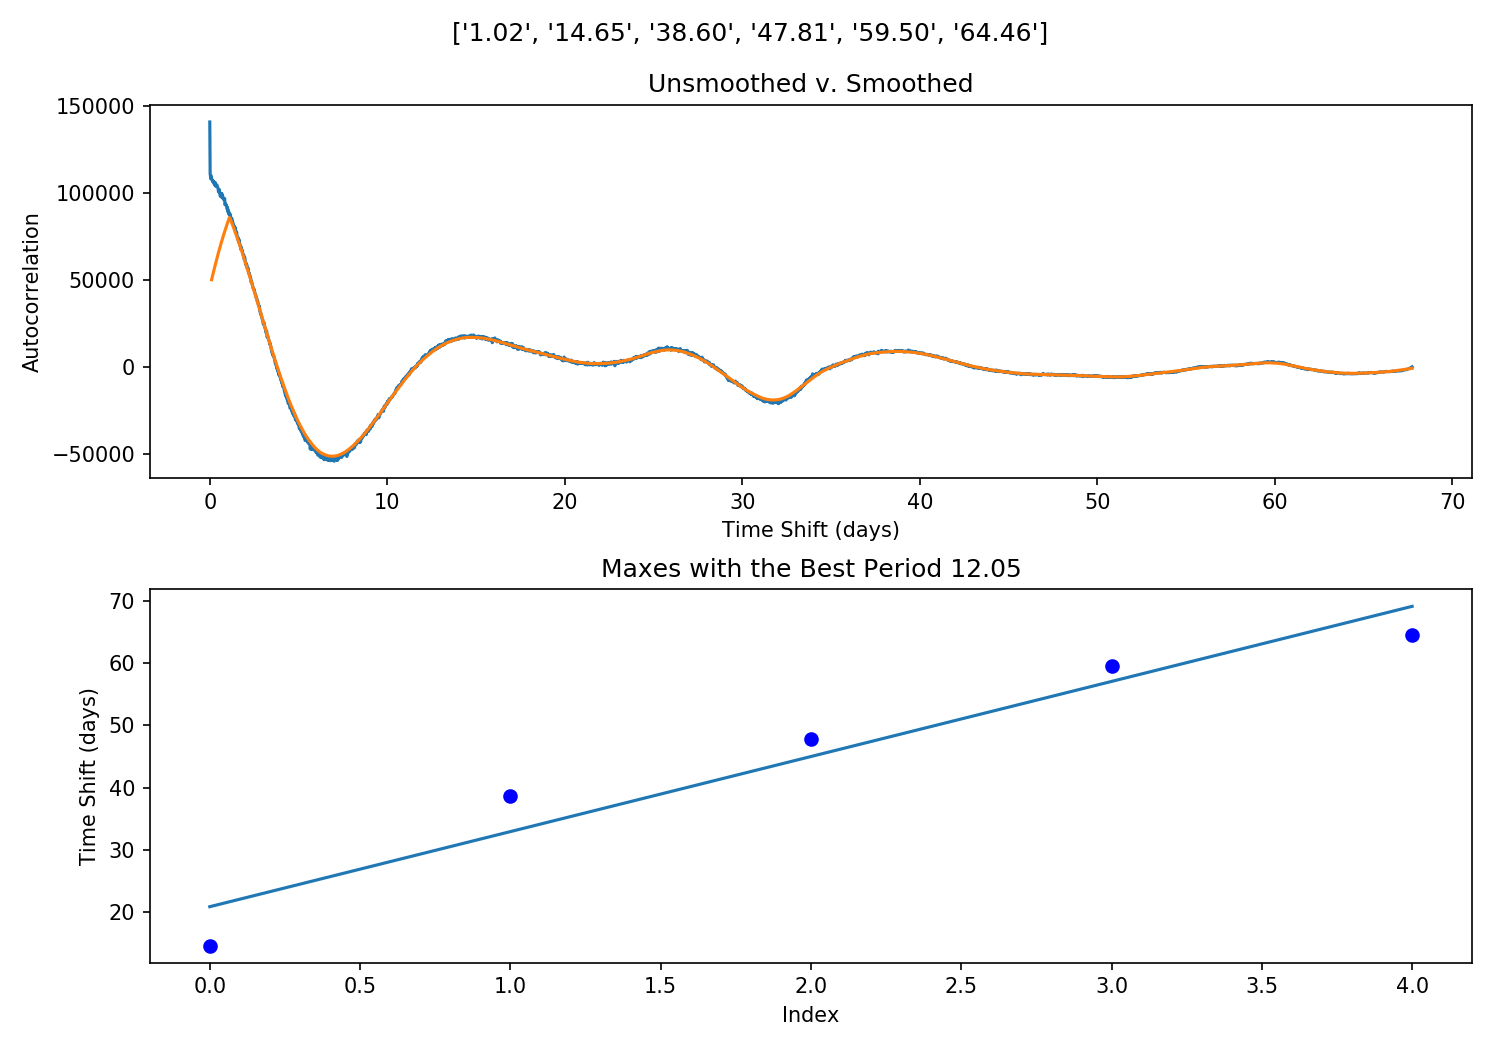 ['1.02', '14.65', '38.60', '47.81', '59.50', '64.46']
Unsmoothed v. Smoothed
150000
100000
50000
0
−50000
Autocorrelation
0 10 20 30 40 50 60 70
Time Shift (days)
Maxes with the Best Period 12.05
70
60
50
40
30
20
Time Shift (days)
0.0 0.5 1.0 1.5 2.0 2.5 3.0 3.5 4.0
Index